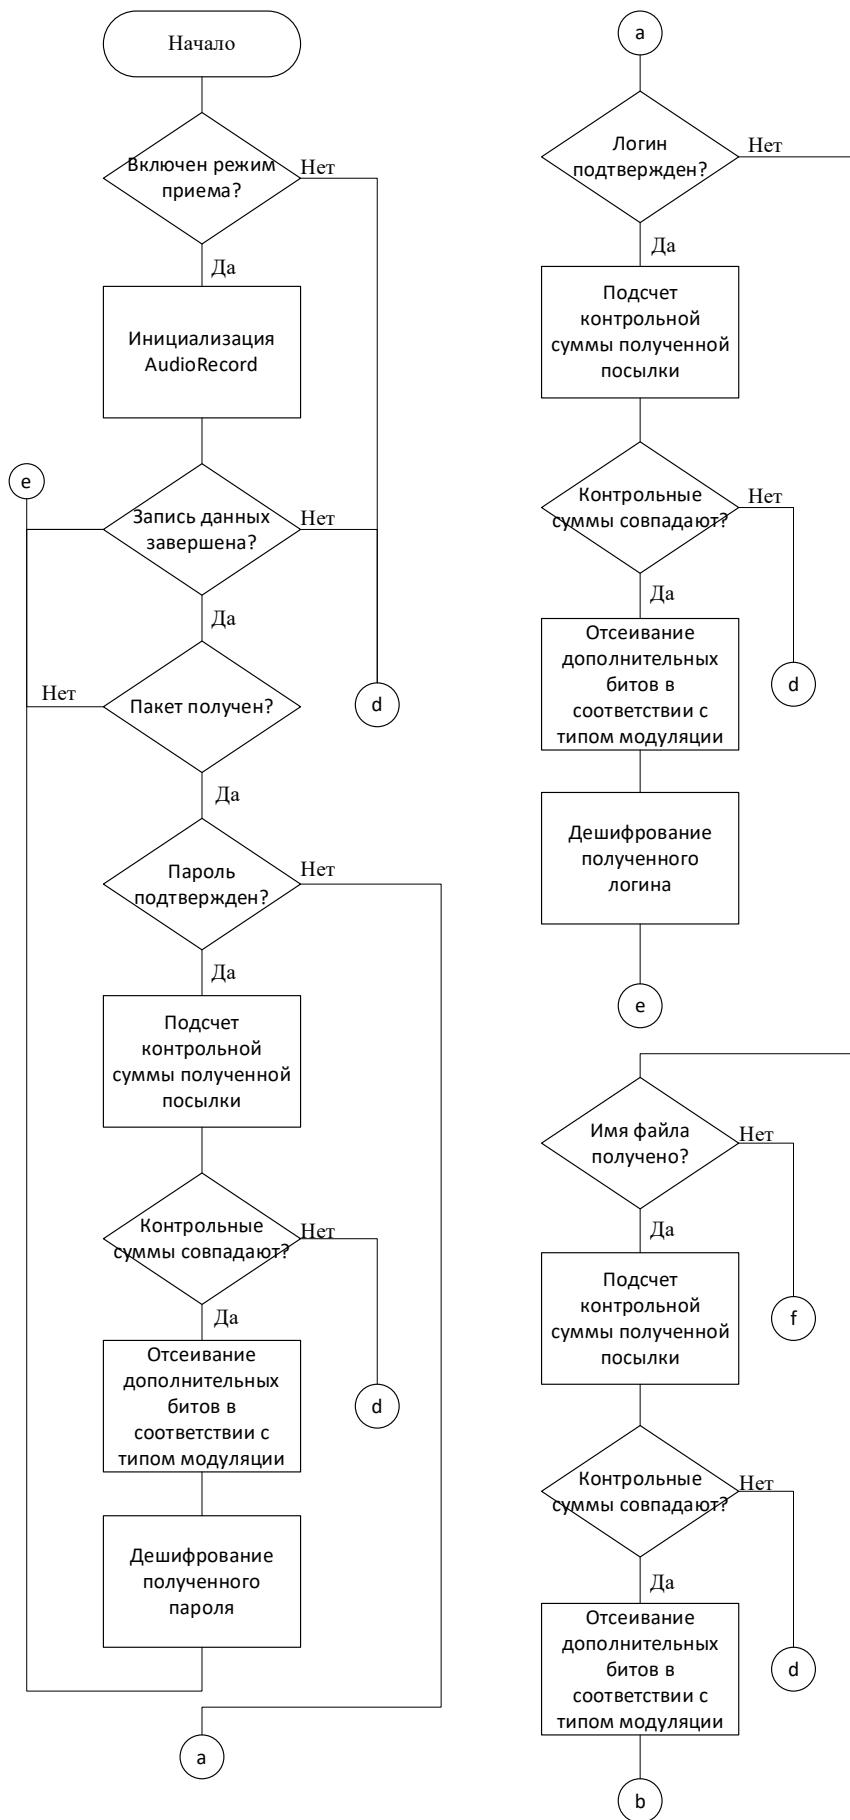 Начало
Включен режим
приема?
Нет
Да
Инициализация
AudioRecord
e
Запись данных
завершена?
Нет
Да
Нет
Пакет получен?
d
Да
Пароль
подтвержден?
Нет
Да
Подсчет
контрольной
суммы полученной
посылки
Контрольные
суммы совпадают?
Нет
Да
Отсеивание
дополнительных
битов в
соответствии с
типом модуляции
d
Дешифрование
полученного
пароля
a
a
Логин
подтвержден?
Нет
Да
Подсчет
контрольной
суммы полученной
посылки
Контрольные
суммы совпадают?
Нет
Да
Отсеивание
дополнительных
битов в
соответствии с
типом модуляции
d
Дешифрование
полученного
логина
e
Имя файла
получено?
Нет
Да
Подсчет
контрольной
суммы полученной
посылки
f
Контрольные
суммы совпадают?
Нет
Да
Отсеивание
дополнительных
битов в
соответствии с
типом модуляции
d
b